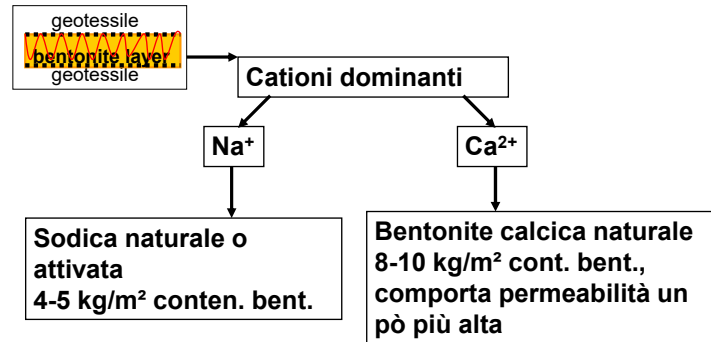 geotessile
bentonite layer
geotessile
Cationi dominanti
Na⁺
Ca²⁺
Sodica naturale o
attivata
4-5 kg/m² conten. bent.
Bentonite calcica naturale
8-10 kg/m² cont. bent.,
comporta permeabilità un
pò più alta